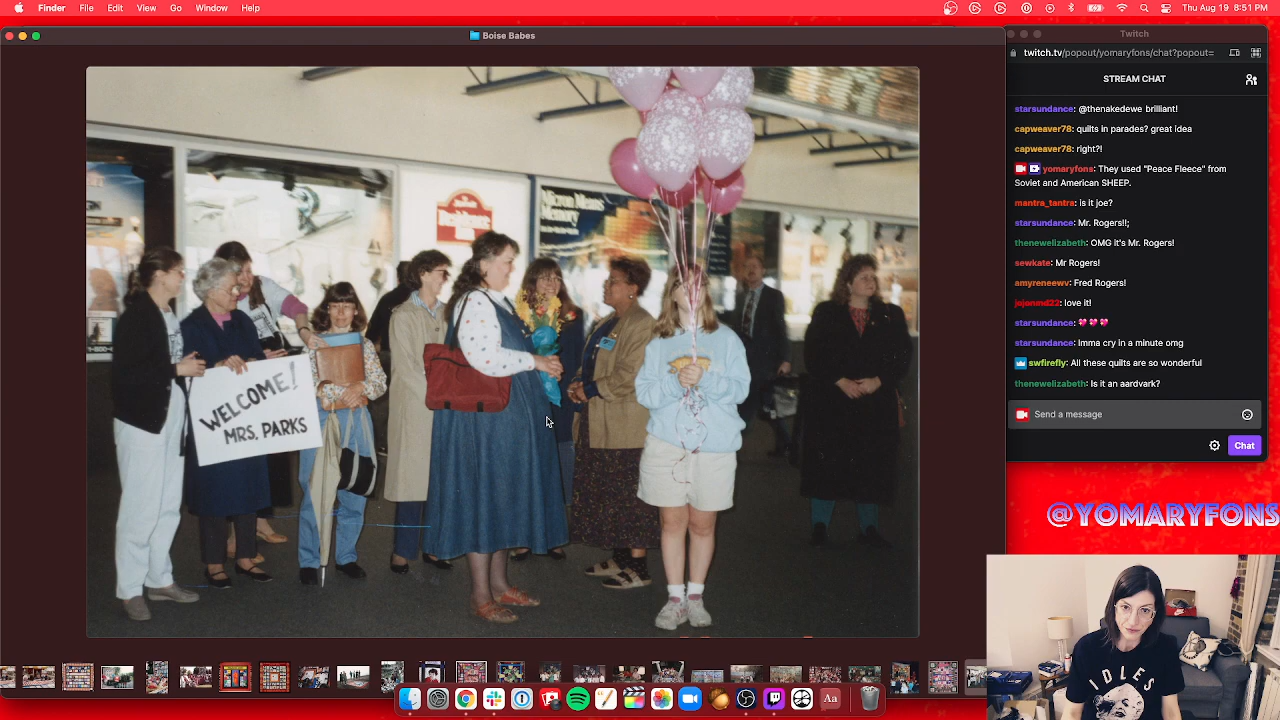 Finder File Edit View Go Window Help
Thu Aug 19 8:51 PM
Boise Babes
Twitch
twitch.tv/popout/yomaryfons/chat?popout=
STREAM CHAT
starsundance: @thenakedewe brilliant!
capweaver78: quilts in parades? great idea
capweaver78: right?!
yomaryfons: They used "Peace Fleece" from
Soviet and American SHEEP.
mantra_tantra: is it joe?
starsundance: Mr. Rogers!!;
thenewelizabeth: OMG it's Mr. Rogers!
sewkate: Mr Rogers!
amyreneewv: Fred Rogers!
jojonmd22: love it!
starsundance: 💖💖💖
starsundance: Imma cry in a minute omg
swfirefly: All these quilts are so wonderful
thenewelizabeth: Is it an aardvark?
Send a message
Chat
Residence
Micron Means
Memory
WELCOME!
MRS. PARKS
@YOMARYFONS
Aa